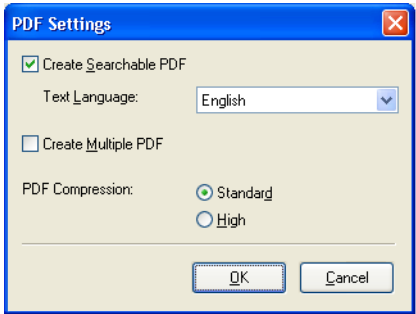 PDF Settings
Create Searchable PDF
Text Language: English
Create Multiple PDF
PDF Compression: Standard
High
OK Cancel